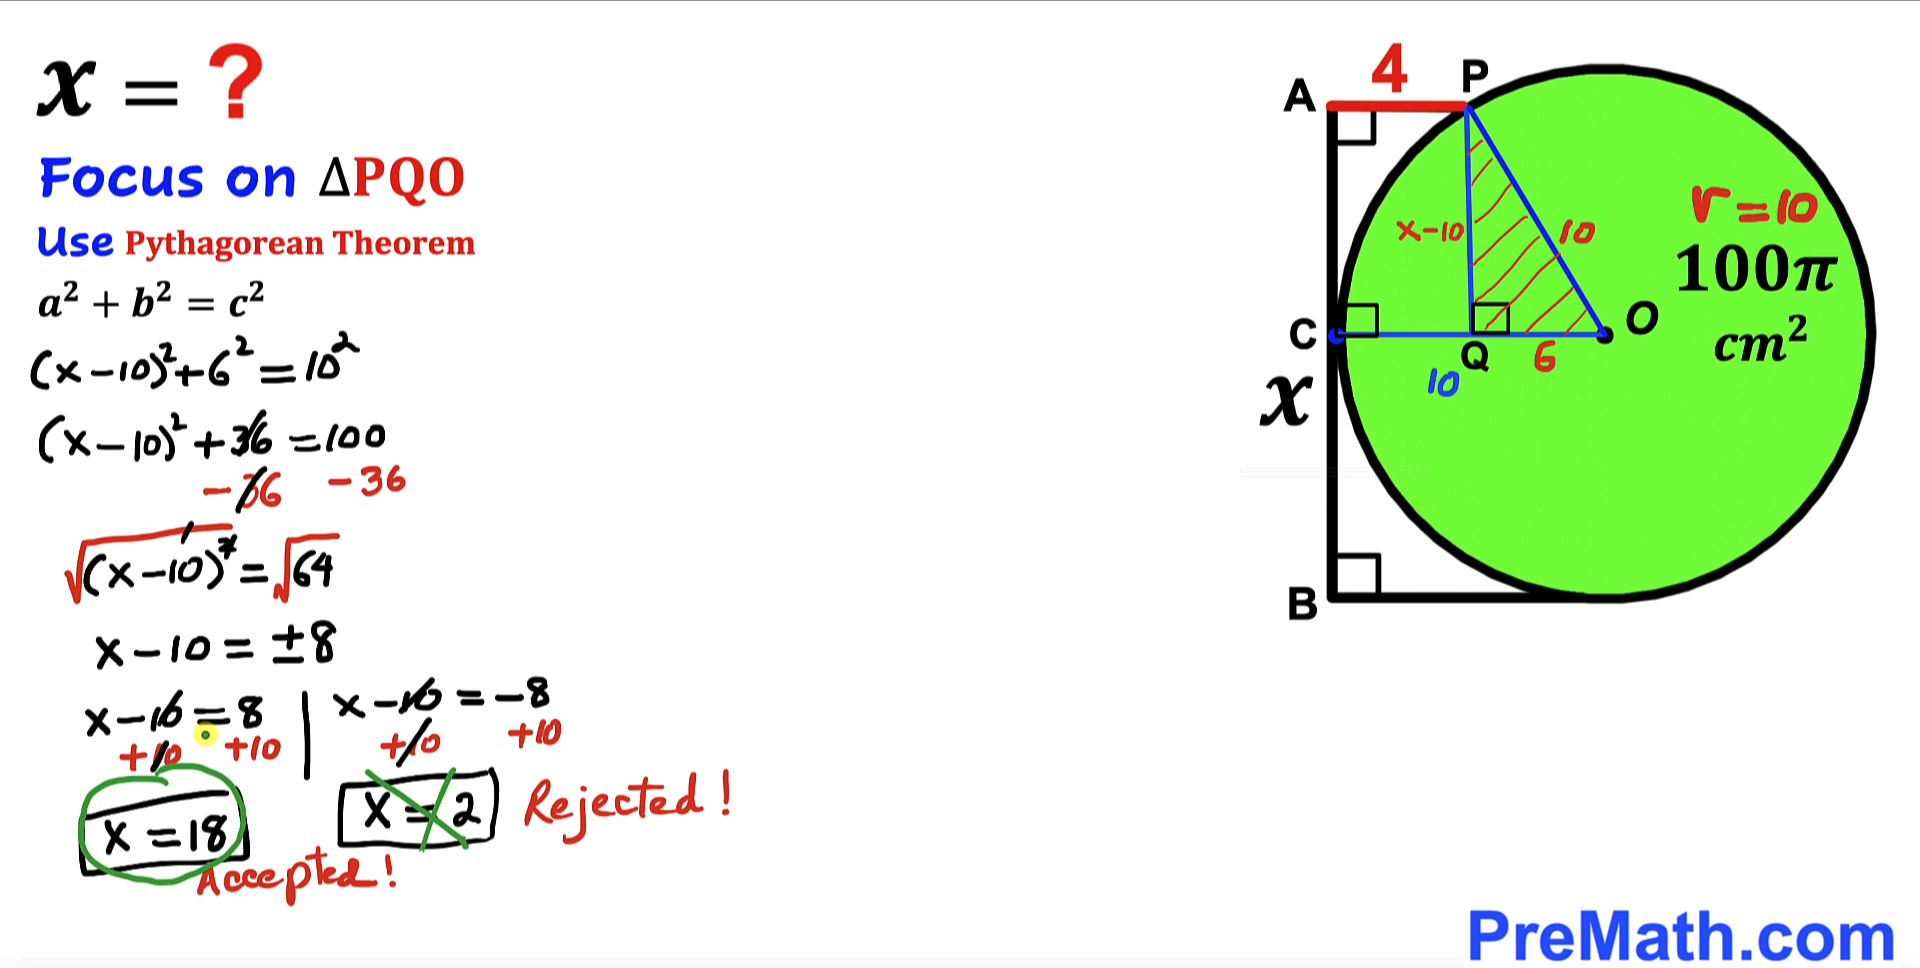 x = ?
Focus on ΔPQO
Use Pythagorean Theorem
a² + b² = c²
(x-10)²+6²=10²
(x-10)²+36=100
-36 -36
√(x-10)²=√64
x-10=±8
x-10=8
+10 +10
x=18
Accepted!
x-10=-8
+10 +10
x=2
Rejected!
4
A
P
r=10
x-10
10
100π
cm²
C
O
Q
6
10
x
B
PreMath.com